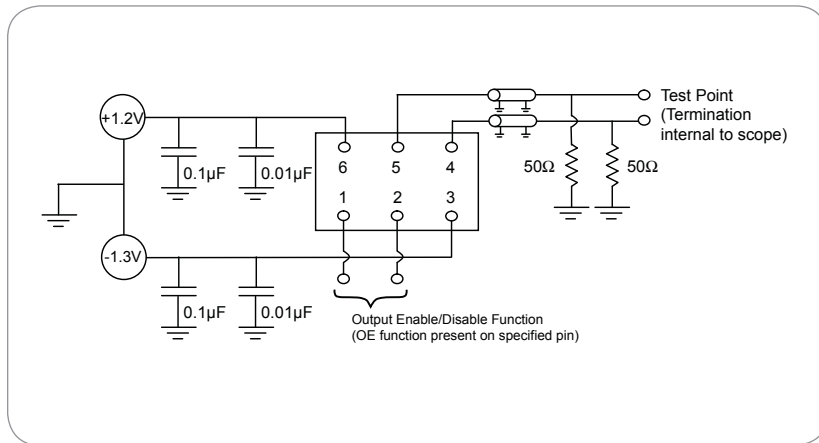 +1.2V
0.1µF
0.01µF
6
5
4
1
2
3
Test Point
(Termination
internal to scope)
50Ω
50Ω
-1.3V
0.1µF
0.01µF
Output Enable/Disable Function
(OE function present on specified pin)